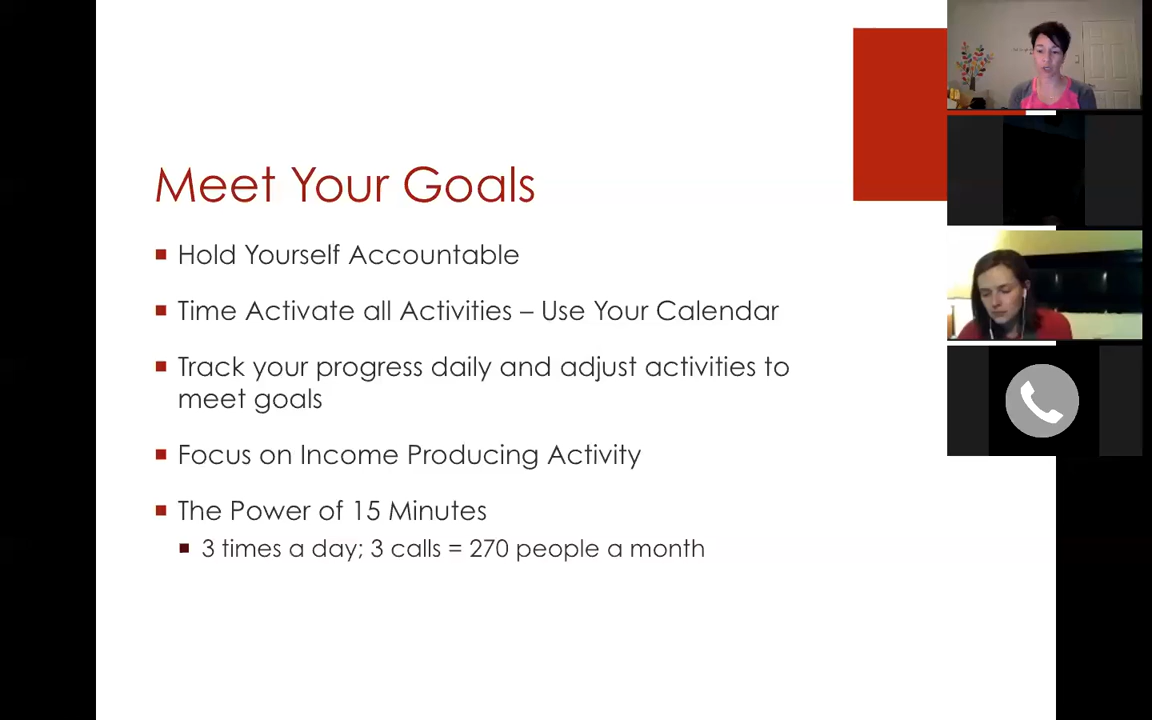 Meet Your Goals
Hold Yourself Accountable
Time Activate all Activities – Use Your Calendar
Track your progress daily and adjust activities to
meet goals
Focus on Income Producing Activity
The Power of 15 Minutes
3 times a day; 3 calls = 270 people a month